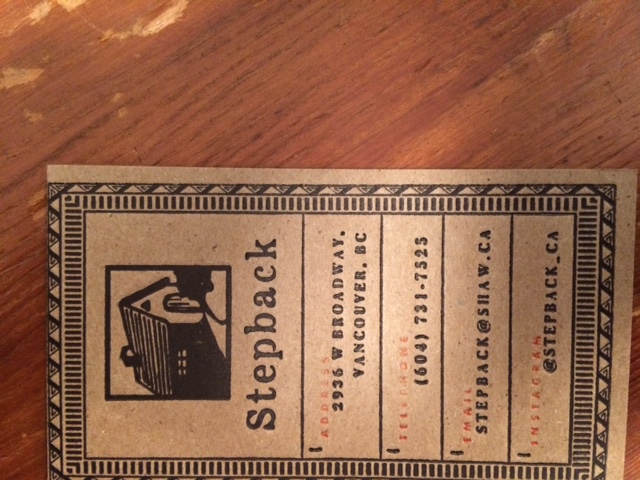 Stepback
ADDRESS
2936 W BROADWAY,
VANCOUVER, BC
TELEPHONE
(604) 731-7525
EMAIL
STEPBACK@SHAW.CA
INSTAGRAM
@STEPBACK_CA